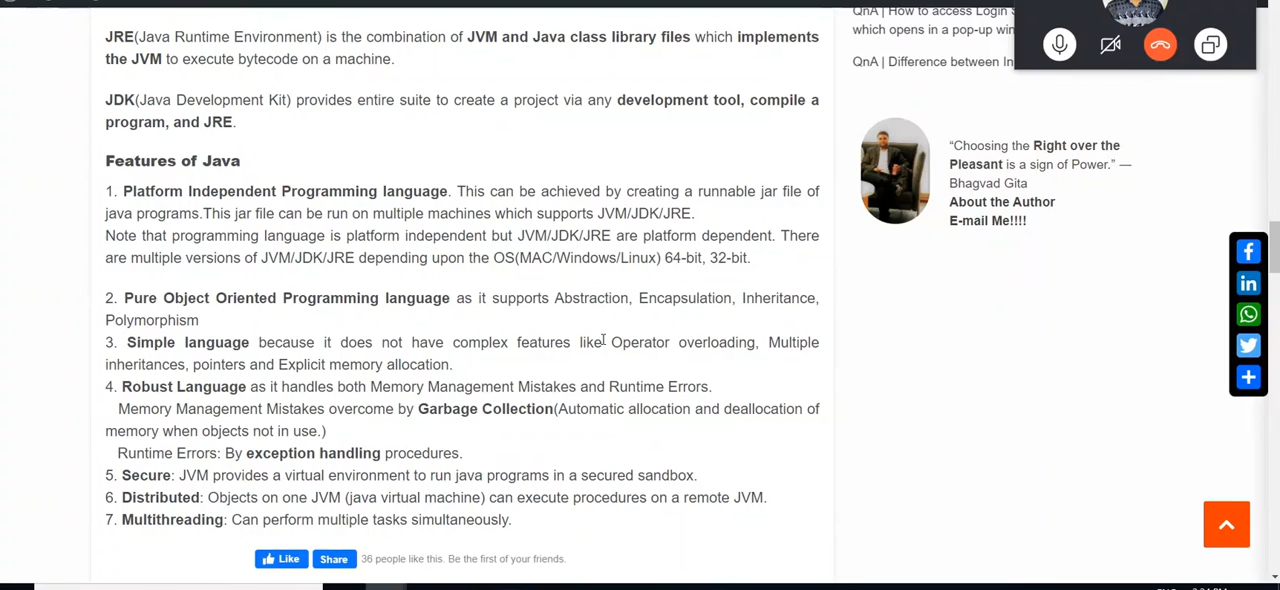 QnA | How to access Login
which opens in a pop-up win
QnA | Difference between In
JRE(Java Runtime Environment) is the combination of JVM and Java class library files which implements
the JVM to execute bytecode on a machine.
JDK(Java Development Kit) provides entire suite to create a project via any development tool, compile a
program, and JRE.
Features of Java
1. Platform Independent Programming language. This can be achieved by creating a runnable jar file of
java programs.This jar file can be run on multiple machines which supports JVM/JDK/JRE.
Note that programming language is platform independent but JVM/JDK/JRE are platform dependent. There
are multiple versions of JVM/JDK/JRE depending upon the OS(MAC/Windows/Linux) 64-bit, 32-bit.
2. Pure Object Oriented Programming language as it supports Abstraction, Encapsulation, Inheritance,
Polymorphism
3. Simple language because it does not have complex features like Operator overloading, Multiple
inheritances, pointers and Explicit memory allocation.
4. Robust Language as it handles both Memory Management Mistakes and Runtime Errors.
Memory Management Mistakes overcome by Garbage Collection(Automatic allocation and deallocation of
memory when objects not in use.)
Runtime Errors: By exception handling procedures.
5. Secure: JVM provides a virtual environment to run java programs in a secured sandbox.
6. Distributed: Objects on one JVM (java virtual machine) can execute procedures on a remote JVM.
7. Multithreading: Can perform multiple tasks simultaneously.
Like Share 36 people like this. Be the first of your friends.
“Choosing the Right over the
Pleasant is a sign of Power.” —
Bhagvad Gita
About the Author
E-mail Me!!!!